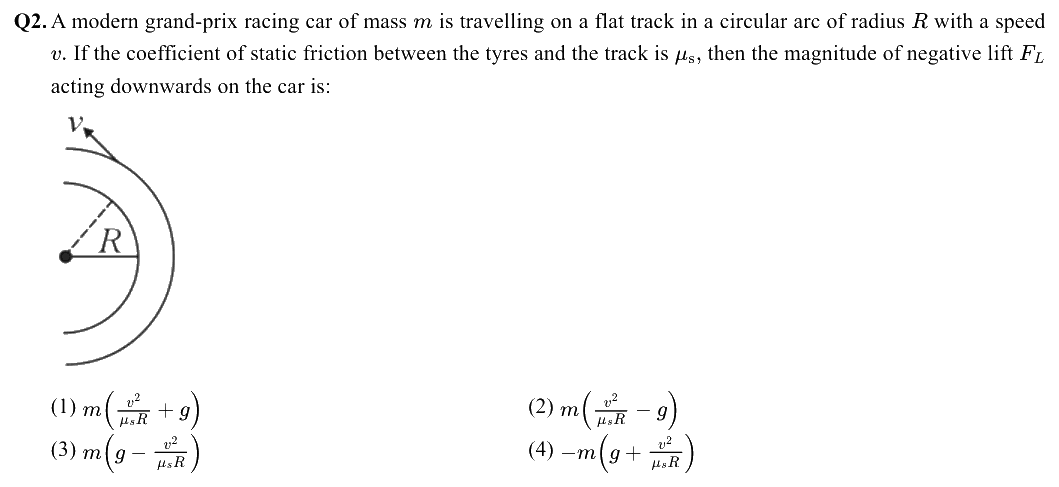 Q2. A modern grand-prix racing car of mass m is travelling on a flat track in a circular arc of radius R with a speed
v. If the coefficient of static friction between the tyres and the track is μₛ, then the magnitude of negative lift F_L
acting downwards on the car is:
v
R
(1) m(v²/(μₛR) + g) (2) m(v²/(μₛR) − g)
(3) m(g − v²/(μₛR)) (4) −m(g + v²/(μₛR))